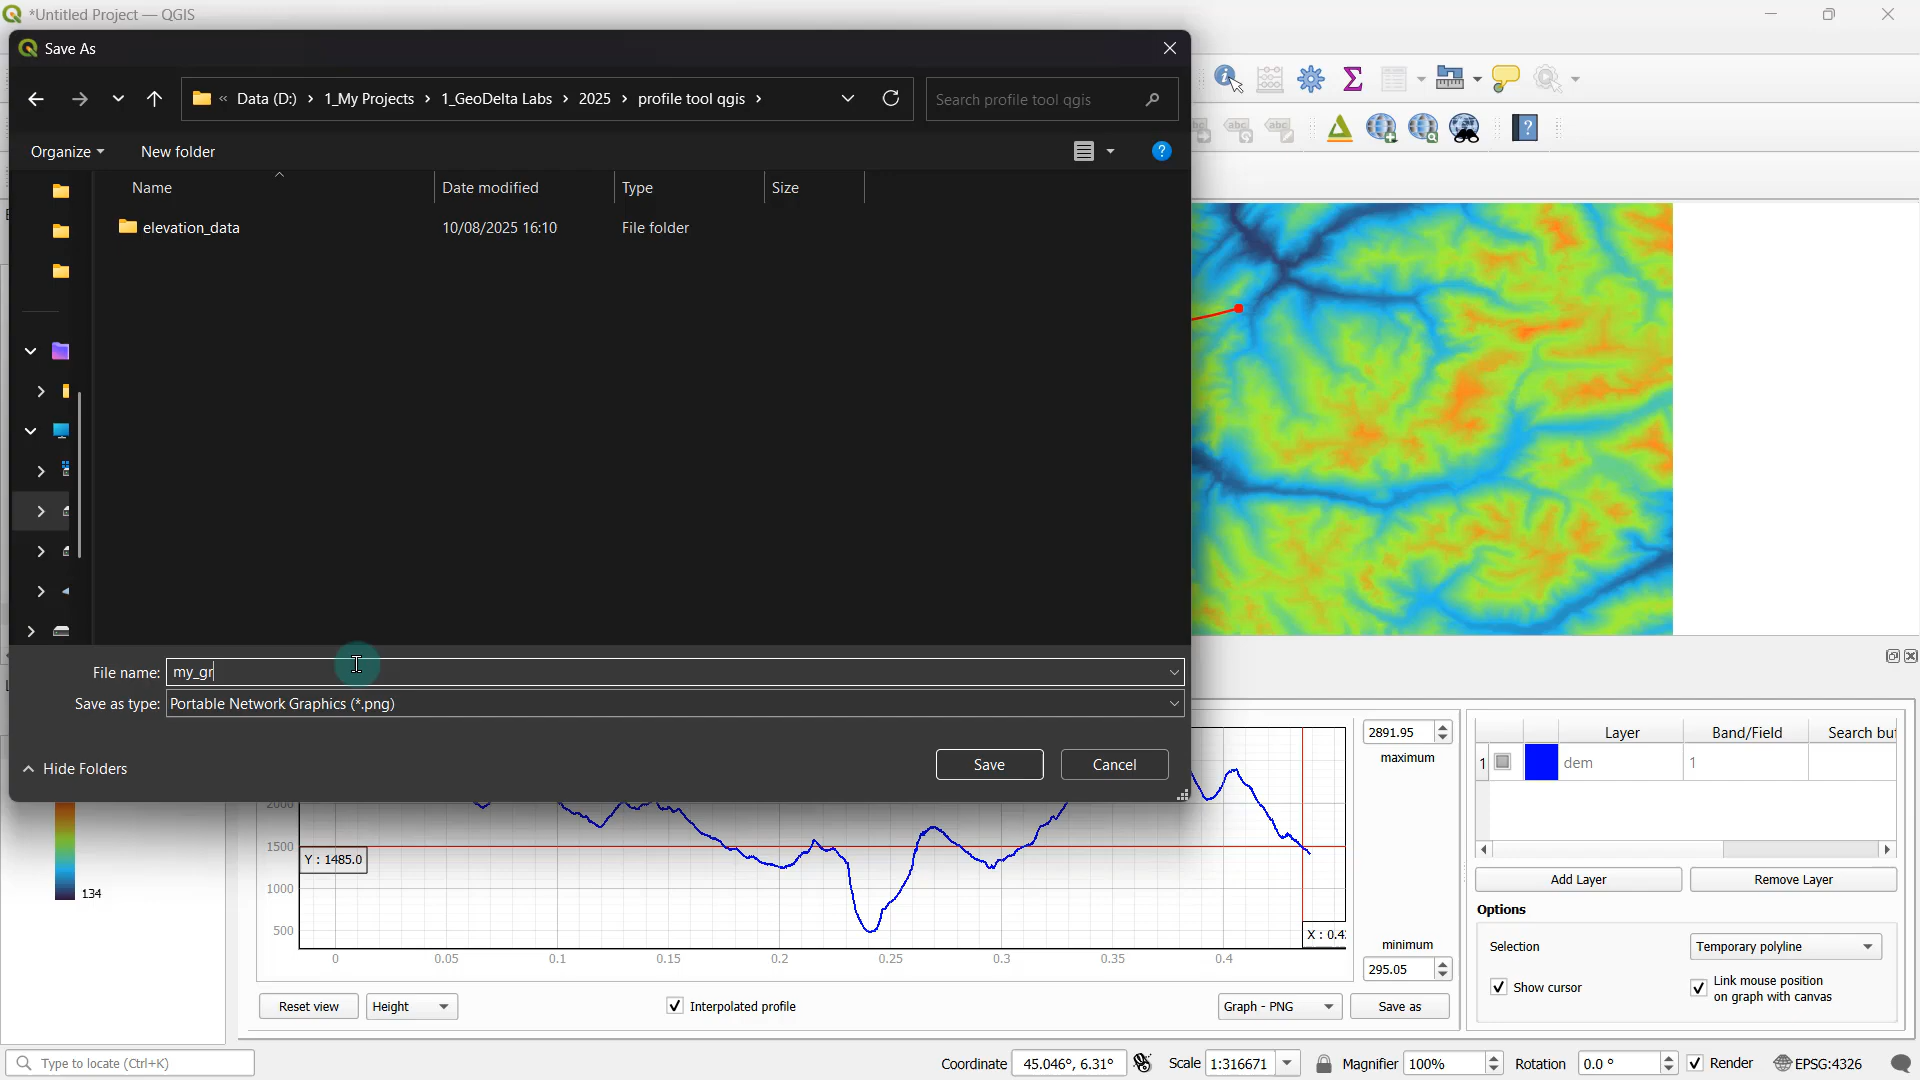 *Untitled Project — QGIS
Save As
« Data (D:) › 1_My Projects › 1_GeoDelta Labs › 2025 › profile tool qgis ›
Search profile tool qgis
Organize
New folder
Name
Date modified
Type
Size
elevation_data
10/08/2025 16:10
File folder
File name:
my_gr
Save as type:
Portable Network Graphics (*.png)
Hide Folders
Save
Cancel
2891.95
maximum
Layer
Band/Field
Search buf
1
dem
1
2000
1500
1000
500
Y : 1485.0
134
X : 0.4
0
0.05
0.1
0.15
0.2
0.25
0.3
0.35
0.4
minimum
295.05
Add Layer
Remove Layer
Options
Selection
Temporary polyline
Show cursor
Link mouse position
on graph with canvas
Reset view
Height
Interpolated profile
Graph - PNG
Save as
Type to locate (Ctrl+K)
Coordinate
45.046°, 6.31°
Scale
1:316671
Magnifier
100%
Rotation
0.0 °
Render
EPSG:4326